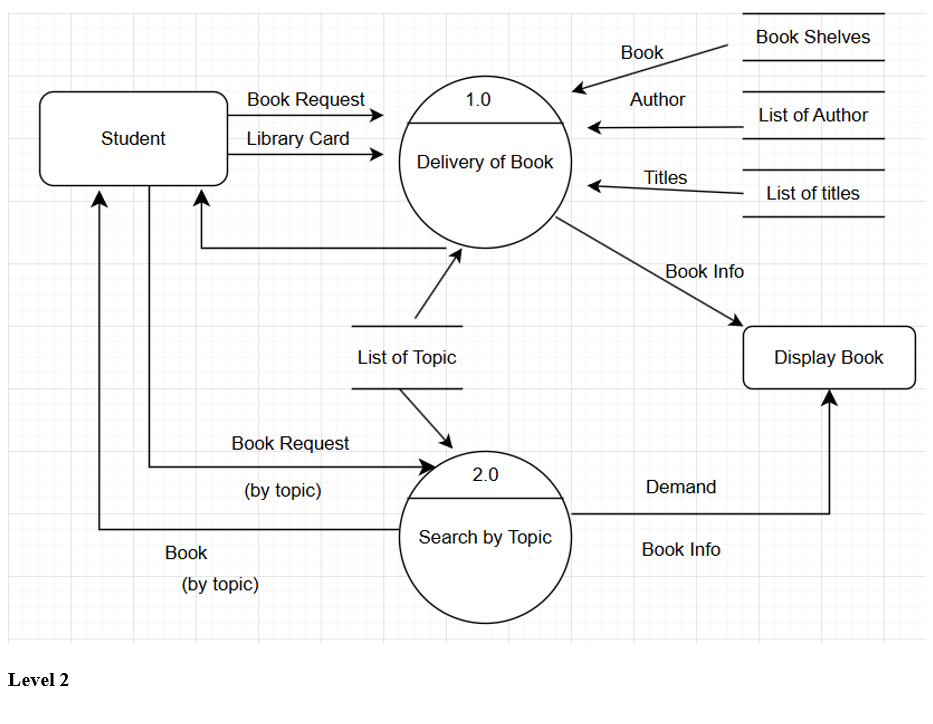 Book Shelves
Book
Book Request
1.0
Author
List of Author
Student
Library Card
Delivery of Book
Titles
List of titles
Book Info
List of Topic
Display Book
Book Request
2.0
(by topic)
Demand
Search by Topic
Book
Book Info
(by topic)
Level 2